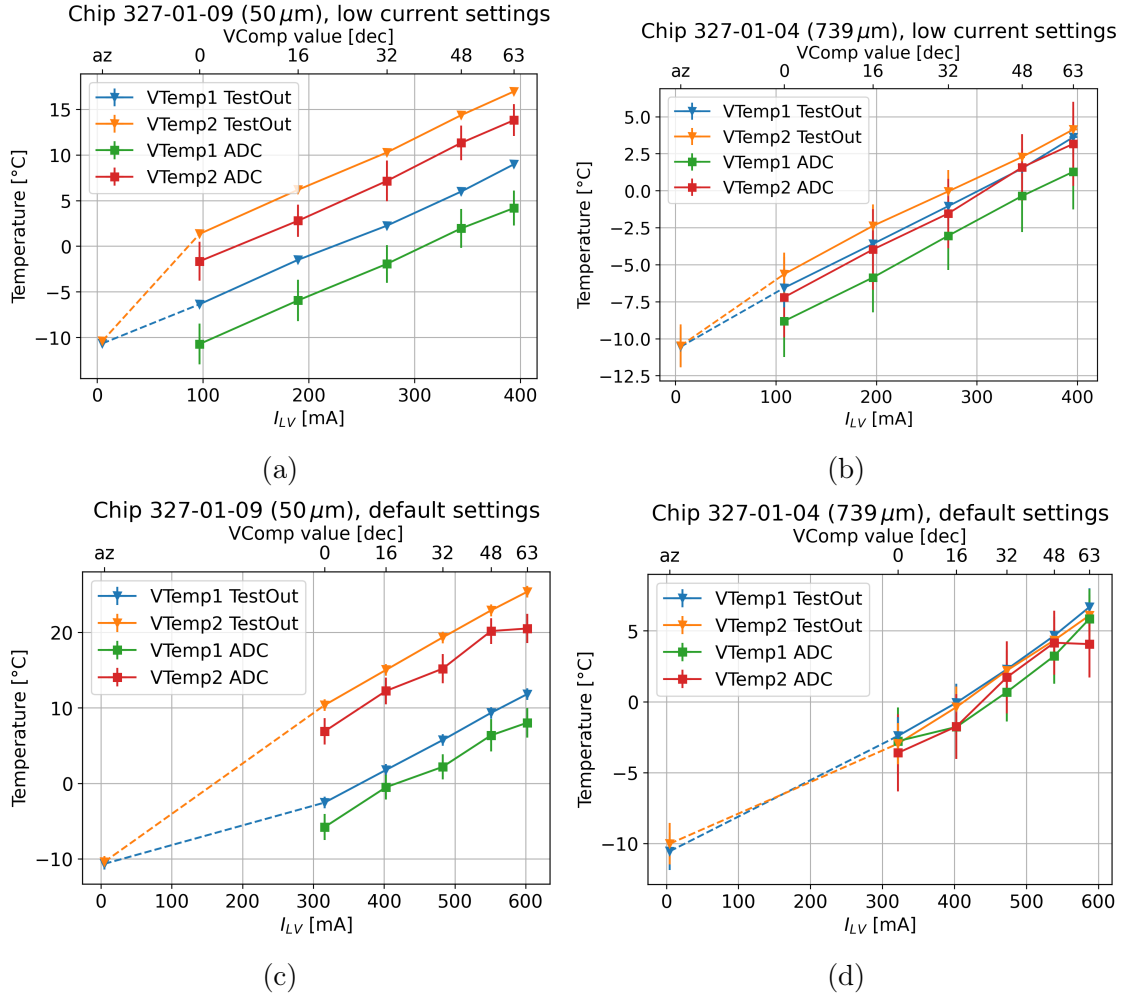 Chip 327-01-09 (50 μm), low current settings
VComp value [dec]
az 0 16 32 48 63
VTemp1 TestOut
VTemp2 TestOut
VTemp1 ADC
VTemp2 ADC
Temperature [°C]
15
10
5
0
−5
−10
0 100 200 300 400
I_LV [mA]
(a)
Chip 327-01-04 (739 μm), low current settings
VComp value [dec]
az 0 16 32 48 63
VTemp1 TestOut
VTemp2 TestOut
VTemp1 ADC
VTemp2 ADC
Temperature [°C]
5.0
2.5
0.0
−2.5
−5.0
−7.5
−10.0
−12.5
0 100 200 300 400
I_LV [mA]
(b)
Chip 327-01-09 (50 μm), default settings
VComp value [dec]
az 0 16 32 48 63
VTemp1 TestOut
VTemp2 TestOut
VTemp1 ADC
VTemp2 ADC
Temperature [°C]
20
10
0
−10
0 100 200 300 400 500 600
I_LV [mA]
(c)
Chip 327-01-04 (739 μm), default settings
VComp value [dec]
az 0 16 32 48 63
VTemp1 TestOut
VTemp2 TestOut
VTemp1 ADC
VTemp2 ADC
Temperature [°C]
5
0
−5
−10
0 100 200 300 400 500 600
I_LV [mA]
(d)